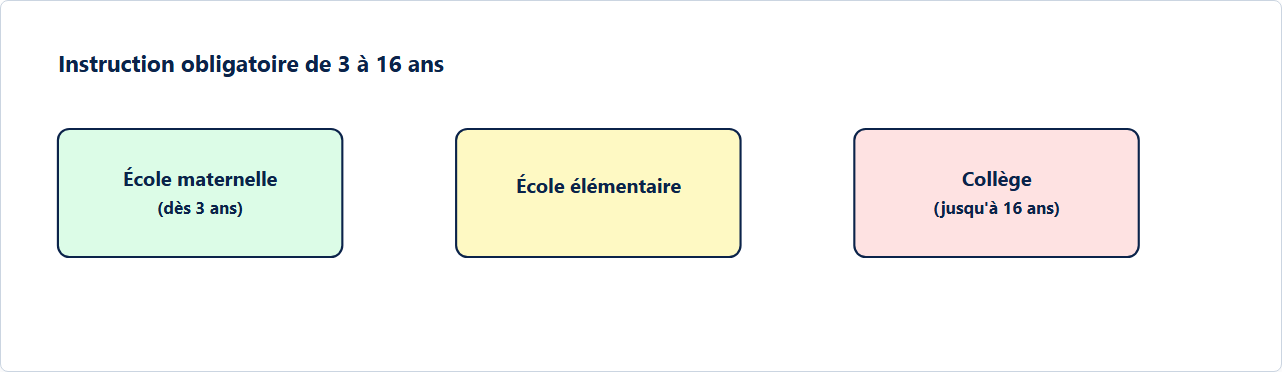 Instruction obligatoire de 3 à 16 ans
École maternelle
(dès 3 ans)
École élémentaire
Collège
(jusqu'à 16 ans)